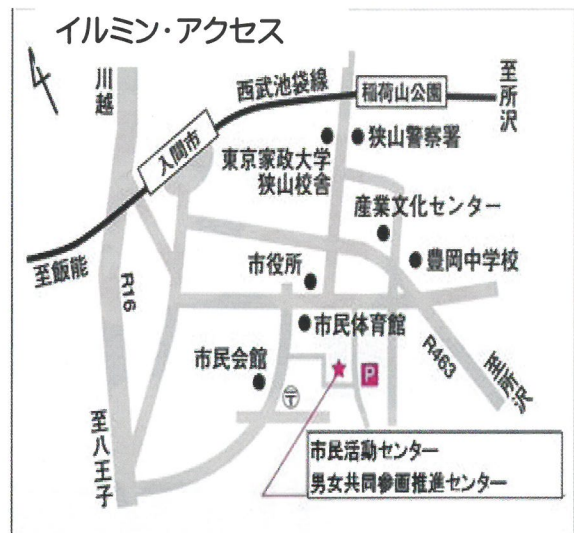 イルミン・アクセス
川越
西武池袋線
稲荷山公園
至所沢
入間市
東京家政大学
狭山校舎
狭山警察署
産業文化センター
至飯能
R16
市役所
豊岡中学校
市民体育館
市民会館
R463
至所沢
P
〒
至八王子
市民活動センター
男女共同参画推進センター